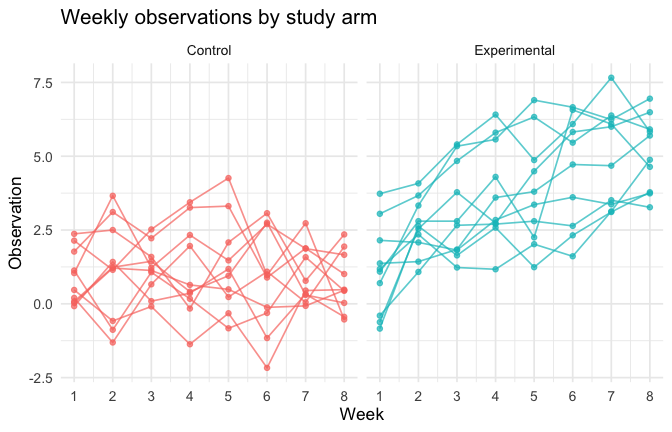 Weekly observations by study arm
Control
Experimental
Observation
7.5
5.0
2.5
0.0
-2.5
1 2 3 4 5 6 7 8
1 2 3 4 5 6 7 8
Week